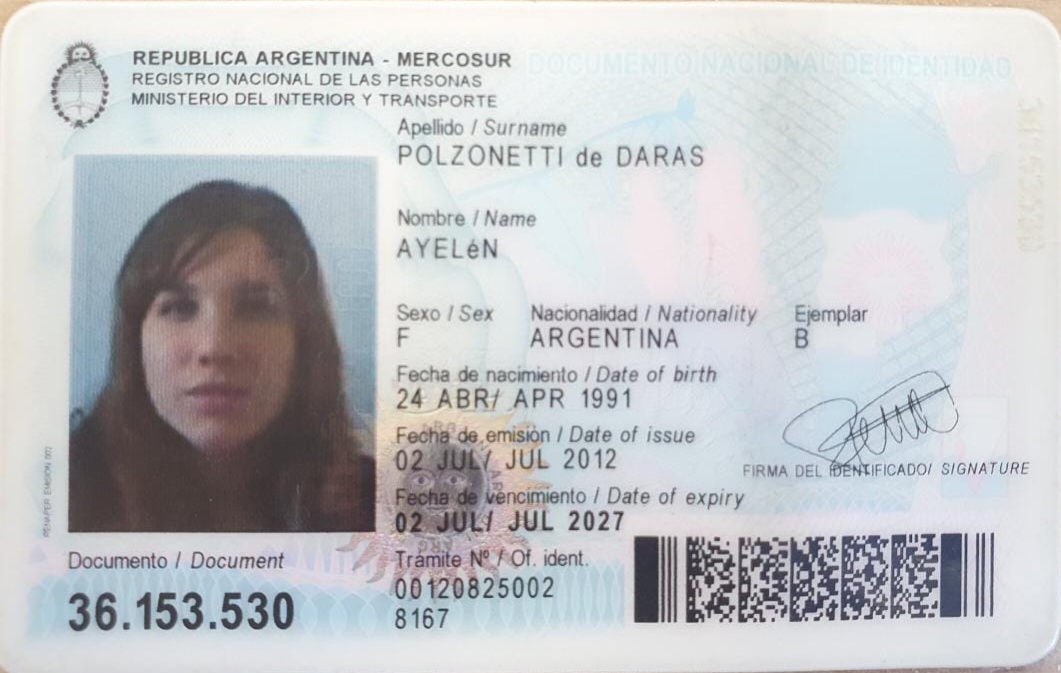 REPUBLICA ARGENTINA - MERCOSUR
REGISTRO NACIONAL DE LAS PERSONAS
MINISTERIO DEL INTERIOR Y TRANSPORTE
DOCUMENTO NACIONAL DE IDENTIDAD
Apellido / Surname
POLZONETTI de DARAS
Nombre / Name
AYELéN
Sexo / Sex Nacionalidad / Nationality Ejemplar
F ARGENTINA B
Fecha de nacimiento / Date of birth
24 ABR/ APR 1991
Fecha de emisión / Date of issue
02 JUL/ JUL 2012
FIRMA DEL IDENTIFICADO/ SIGNATURE
Fecha de vencimiento / Date of expiry
02 JUL/ JUL 2027
Documento / Document
36.153.530
Trámite Nº / Of. ident.
00120825002
8167